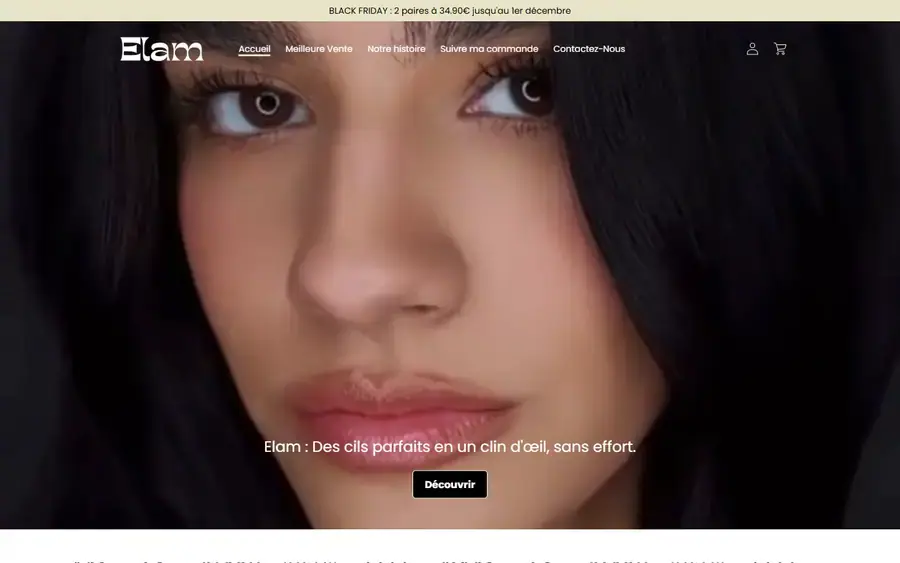 BLACK FRIDAY : 2 paires à 34.90€ jusqu'au 1er décembre
Elam
Accueil
Meilleure Vente
Notre histoire
Suivre ma commande
Contactez-Nous
Elam : Des cils parfaits en un clin d'œil, sans effort.
Découvrir